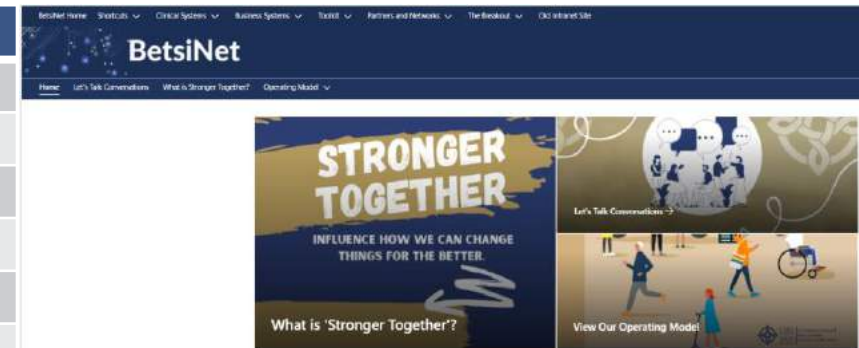 BetsiNet Home Shortcuts Clinical Systems Business Systems Toolkit Partners and Networks The Breakout Old Intranet Site
BetsiNet
Home Let's Talk Conversations What is Stronger Together? Operating Model
STRONGER
TOGETHER
INFLUENCE HOW WE CAN CHANGE
THINGS FOR THE BETTER.
What is 'Stronger Together'?
Let's Talk Conversations →
View Our Operating Model